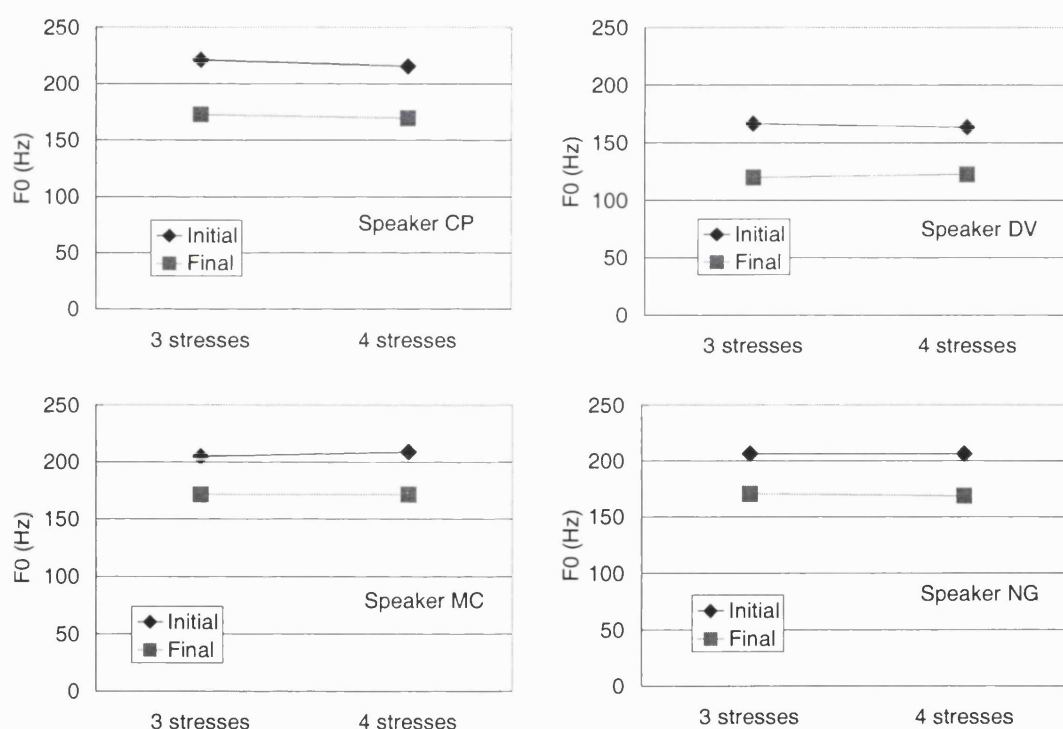 250
200
150
100
50
0
F0 (Hz)
Initial
Final
Speaker CP
3 stresses 4 stresses
250
200
150
100
50
0
F0 (Hz)
Initial
Final
Speaker DV
3 stresses 4 stresses
250
200
150
100
50
0
F0 (Hz)
Initial
Final
Speaker MC
3 stresses 4 stresses
250
200
150
100
50
0
F0 (Hz)
Initial
Final
Speaker NG
3 stresses 4 stresses